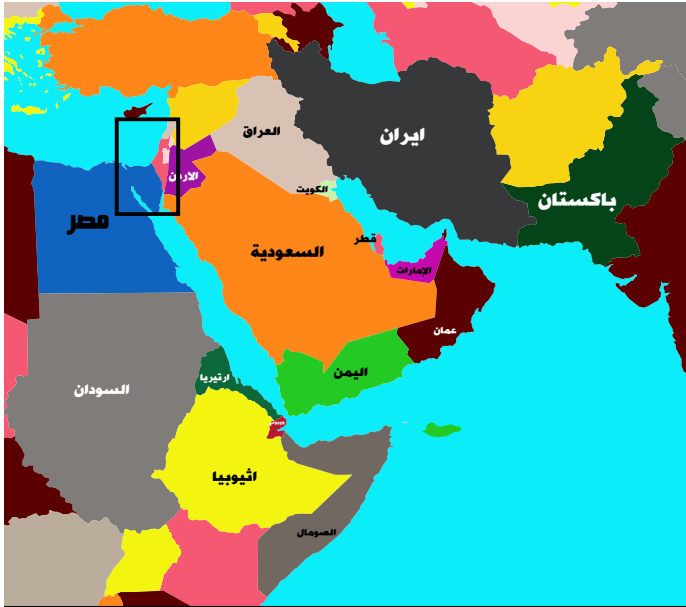 العراق
ايران
الاردن
الكويت
باكستان
مصر
قطر
السعودية
الإمارات
عمان
اليمن
ارتيريا
السودان
اثيوبيا
الصومال